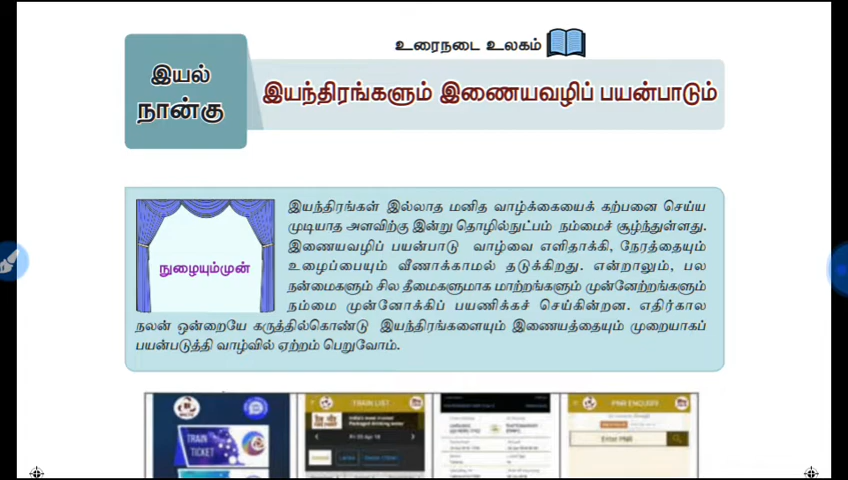 உரைநடை உலகம்
இயல்
நான்கு
இயந்திரங்களும் இணையவழிப் பயன்பாடும்
நுழையும்முன்
இயந்திரங்கள் இல்லாத மனித வாழ்க்கையைக் கற்பனை செய்ய
முடியாத அளவிற்கு இன்று தொழில்நுட்பம் நம்மைச் சூழ்ந்துள்ளது.
இணையவழிப் பயன்பாடு வாழ்வை எளிதாக்கி, நேரத்தையும்
உழைப்பையும் வீணாக்காமல் தடுக்கிறது. என்றாலும், பல
நன்மைகளும் சில தீமைகளுமாக மாற்றங்களும் முன்னேற்றங்களும்
நம்மை முன்னோக்கிப் பயணிக்கச் செய்கின்றன. எதிர்கால
நலன் ஒன்றையே கருத்தில்கொண்டு இயந்திரங்களையும் இணையத்தையும் முறையாகப்
பயன்படுத்தி வாழ்வில் ஏற்றம் பெறுவோம்.
TRAIN
TICKET
TRAIN LIST
PNR ENQUIRY
Enter PNR